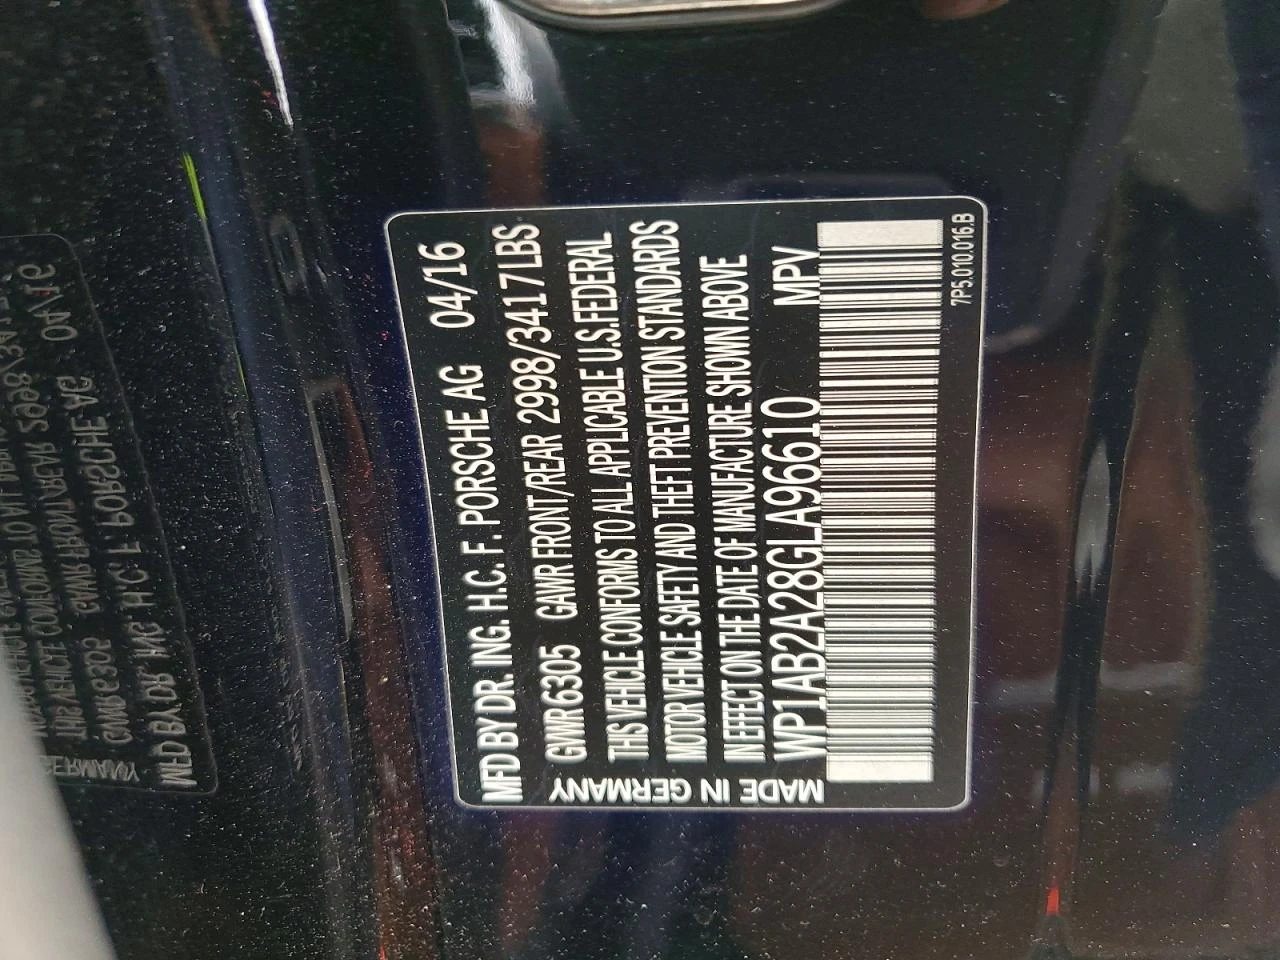 MFD BY DR. ING. H.C. F. PORSCHE AG 04/16
GWR 6305 GAWR FRONT/REAR 2998/3417LBS
THIS VEHICLE CONFORMS TO ALL APPLICABLE U.S. FEDERAL
MOTOR VEHICLE SAFETY AND THEFT PREVENTION STANDARDS
IN EFFECT ON THE DATE OF MANUFACTURE SHOWN ABOVE
WP1AB2A28GLA96610 MPV
MADE IN GERMANY
7P5.010.016.B